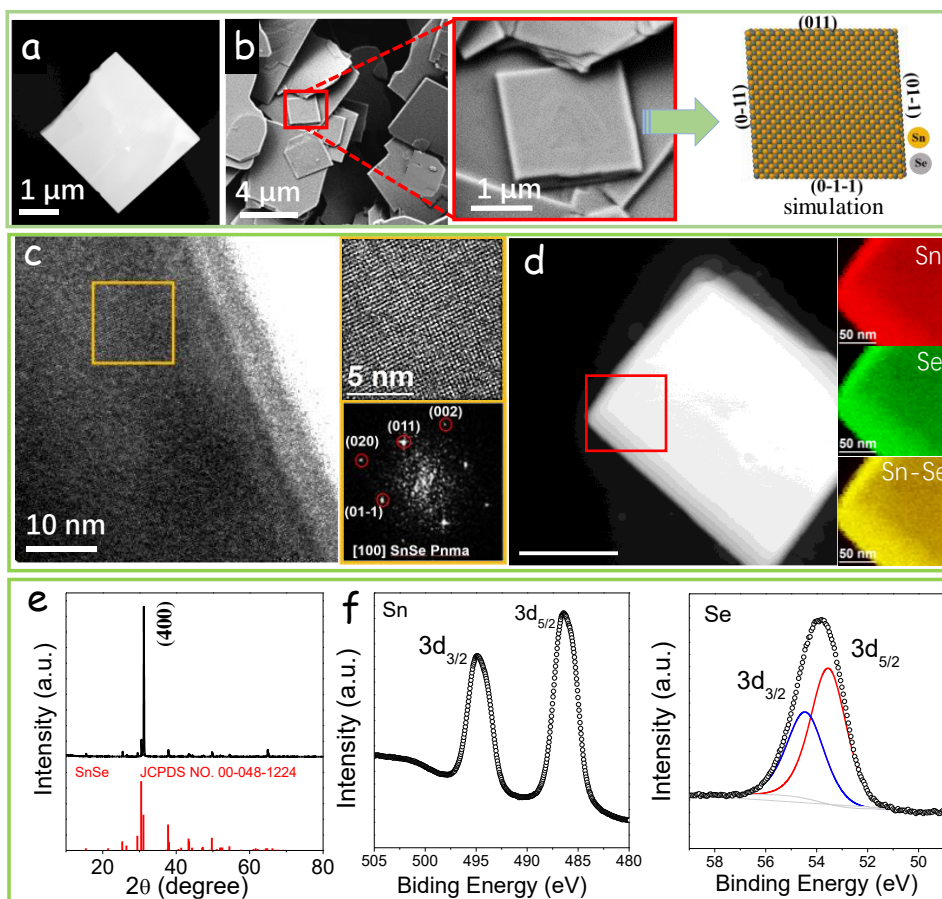 a
1 μm
b
4 μm
1 μm
(011)
(0-11)
(01-1)
Sn
Se
(0-1-1)
simulation
c
10 nm
5 nm
(002)
(011)
(020)
(01-1)
[100] SnSe Pnma
d
Sn
50 nm
Se
50 nm
Sn-Se
50 nm
e
(400)
SnSe JCPDS NO. 00-048-1224
Intensity (a.u.)
0 20 40 60 80
2θ (degree)
f
Sn
3d3/2
3d5/2
Intensity (a.u.)
505 500 495 490 485 480
Biding Energy (eV)
Se
3d5/2
3d3/2
Intensity (a.u.)
58 56 54 52 50
Binding Energy (eV)